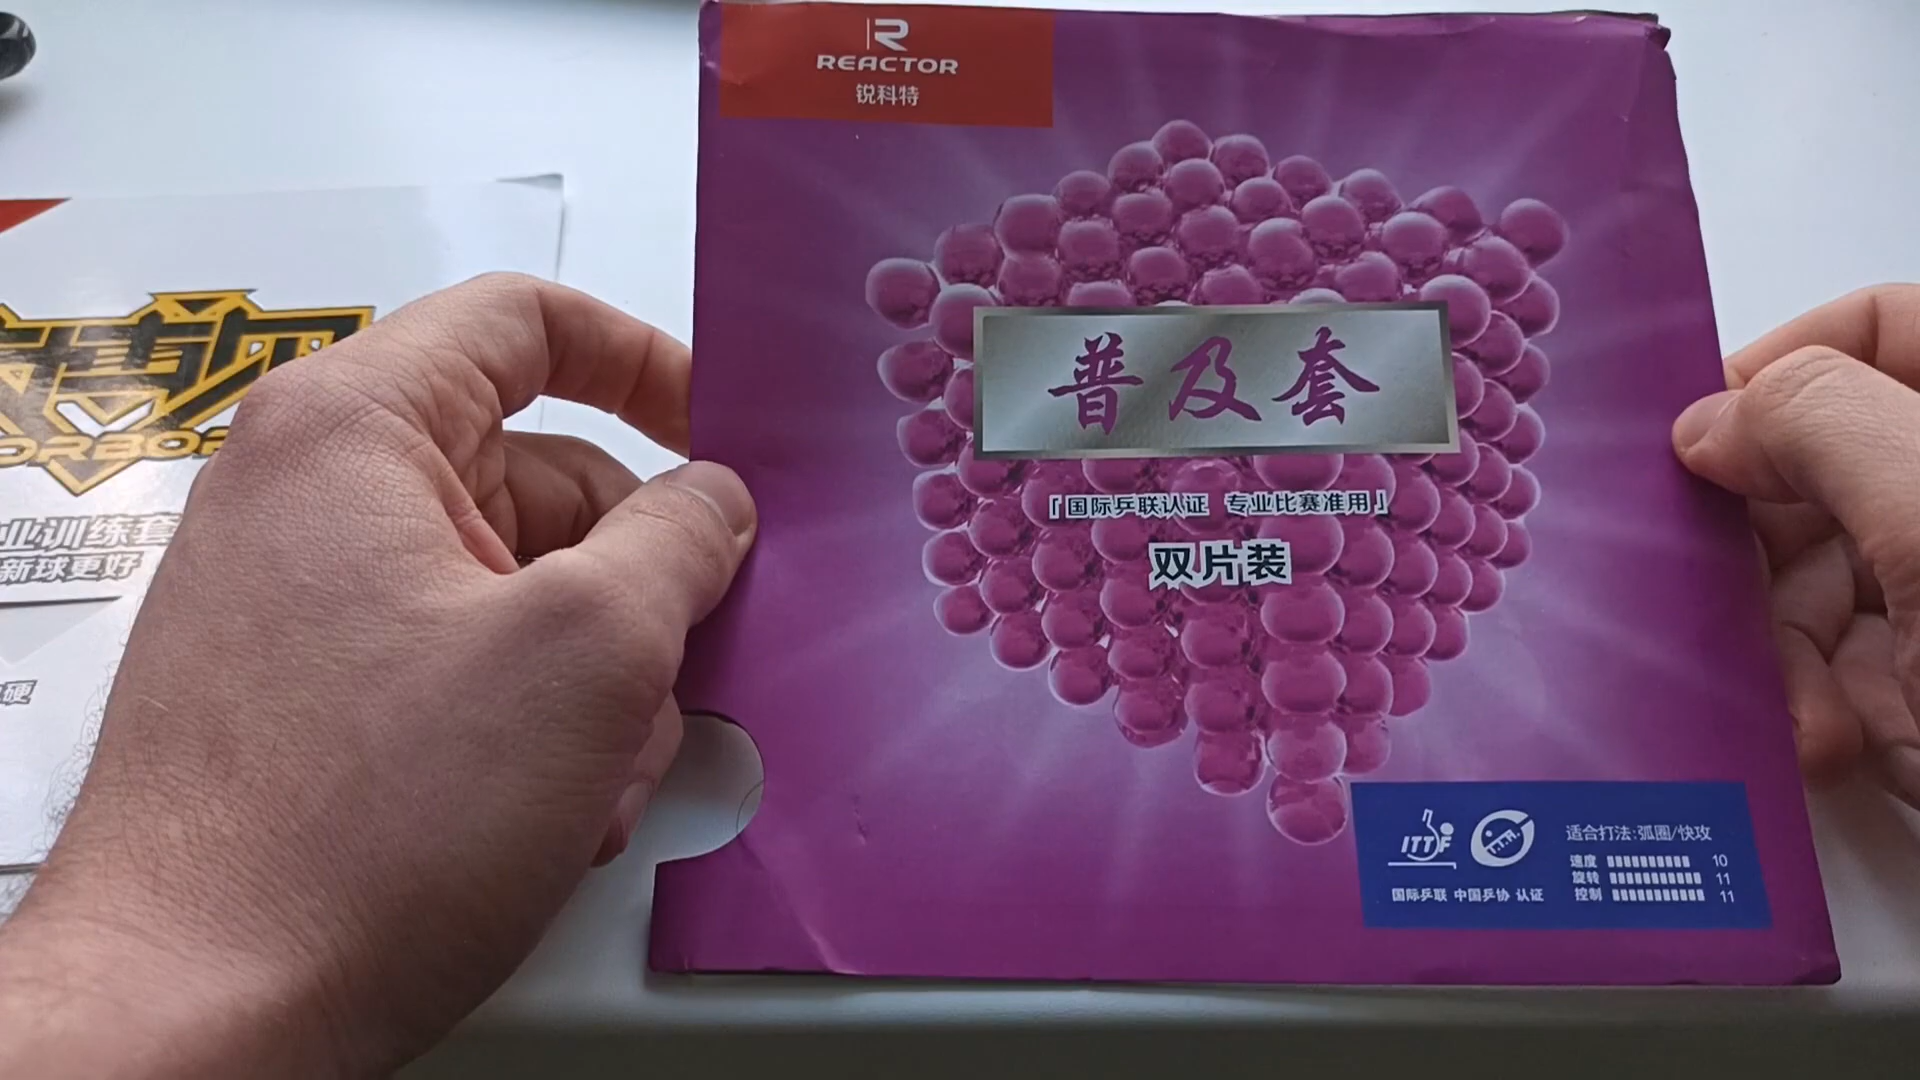 REACTOR
锐科特
普及套
「国际乒联认证 专业比赛准用」
双片装
ITTF
国际乒联 中国乒协 认证
适合打法:弧圈/快攻
速度 10
旋转 11
控制 11
业训练套
新球更好
硬